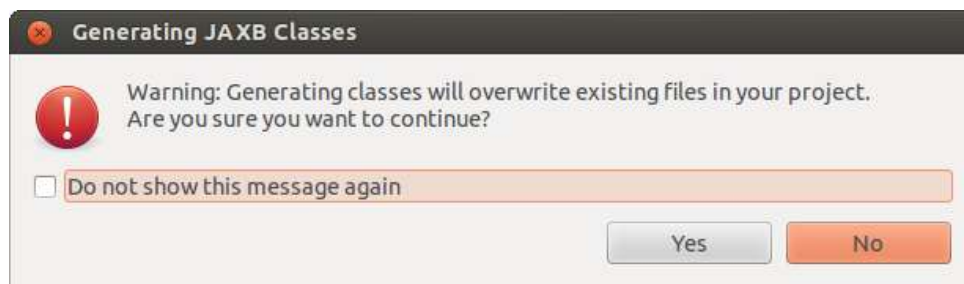 Generating JAXB Classes
Warning: Generating classes will overwrite existing files in your project.
Are you sure you want to continue?
Do not show this message again
Yes
No